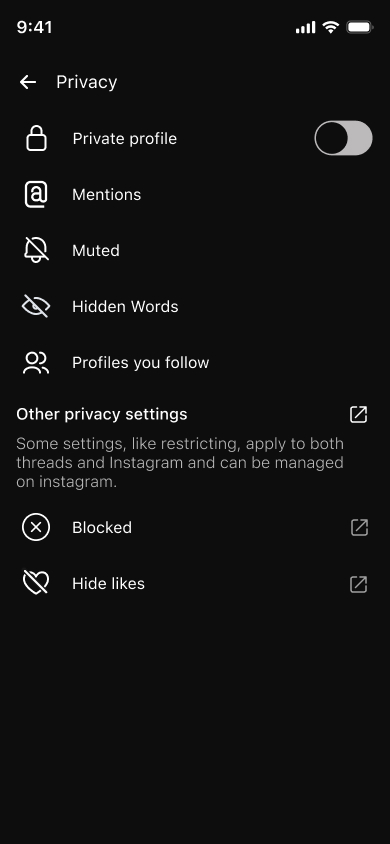 9:41
Privacy
Private profile
Mentions
Muted
Hidden Words
Profiles you follow
Other privacy settings
Some settings, like restricting, apply to both
threads and Instagram and can be managed
on instagram.
Blocked
Hide likes